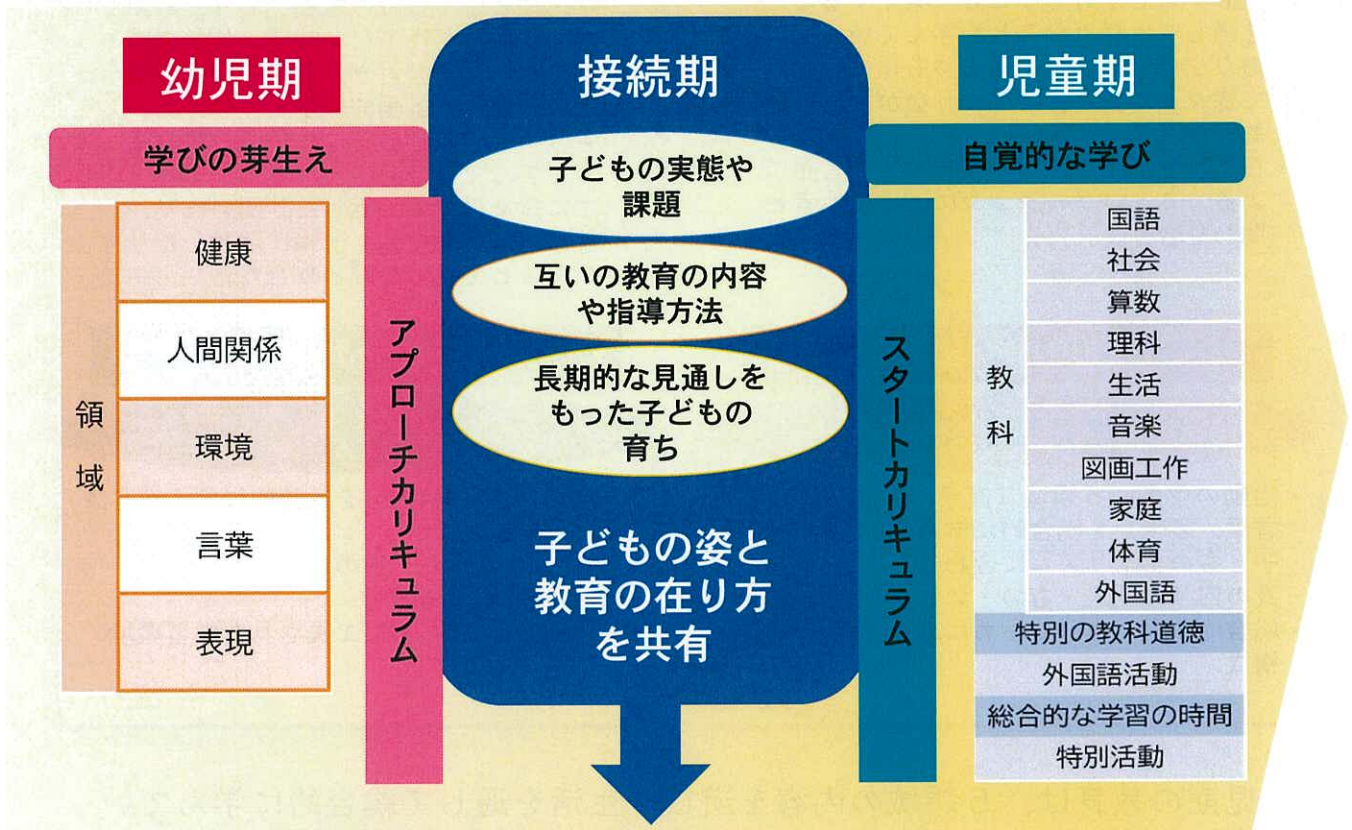 幼児期
学びの芽生え
領域
健康
人間関係
環境
言葉
表現
アプローチカリキュラム
接続期
子どもの実態や
課題
互いの教育の内容
や指導方法
長期的な見通しを
もった子どもの
育ち
子どもの姿と
教育の在り方
を共有
スタートカリキュラム
児童期
自覚的な学び
教科
国語
社会
算数
理科
生活
音楽
図画工作
家庭
体育
外国語
特別の教科道徳
外国語活動
総合的な学習の時間
特別活動